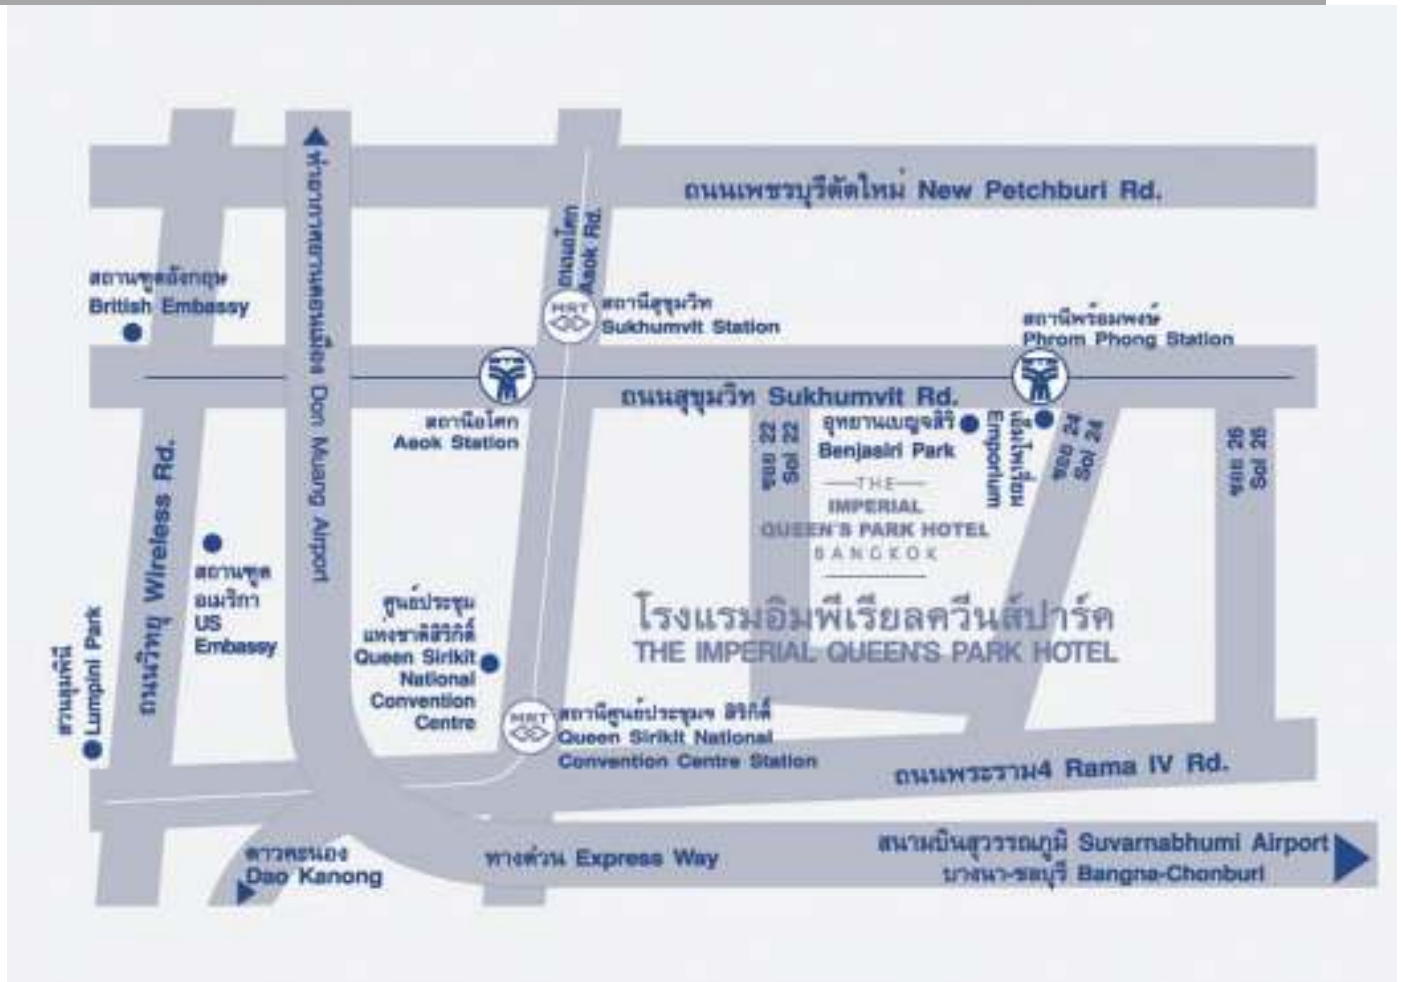 ถนนเพชรบุรีตัดใหม่ New Petchburi Rd.
ท่าอากาศยานดอนเมือง Don Muang Airport
ถนนอโศก
Asok Rd.
สถานฑูตอังกฤษ
British Embassy
สถานีสุขุมวิท
Sukhumvit Station
MRT
สถานีพร้อมพงษ์
Phrom Phong Station
ถนนสุขุมวิท Sukhumvit Rd.
สถานีอโศก
Asok Station
ซอย 22
Soi 22
อุทยานเบญจสิริ
Benjasiri Park
เอ็มโพเรี่ยม
Emporium
ซอย 24
Soi 24
ซอย 26
Soi 26
THE
IMPERIAL
QUEEN'S PARK HOTEL
BANGKOK
ถนนวิทยุ Wireless Rd.
สถานฑูต
อเมริกา
US
Embassy
สวนลุมพินี
Lumpini Park
ศูนย์ประชุม
แห่งชาติสิริกิติ์
Queen Sirikit
National
Convention
Centre
โรงแรมอิมพีเรียลควีนส์ปาร์ค
THE IMPERIAL QUEEN'S PARK HOTEL
MRT
สถานีศูนย์ประชุมฯ สิริกิติ์
Queen Sirikit National
Convention Centre Station
ถนนพระราม4 Rama IV Rd.
ดาวคะนอง
Dao Kanong
ทางด่วน Express Way
สนามบินสุวรรณภูมิ Suvarnabhumi Airport
บางนา-ชลบุรี Bangna-Chonburi